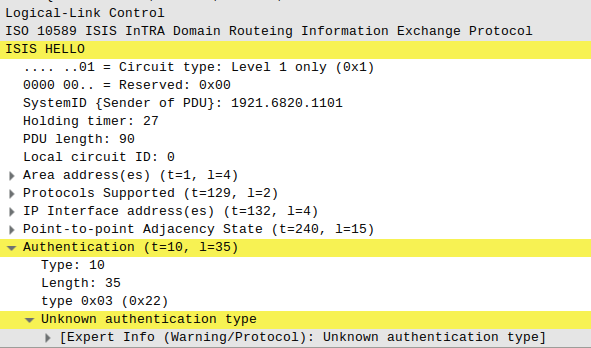 Logical-Link Control
ISO 10589 ISIS InTRA Domain Routeing Information Exchange Protocol
ISIS HELLO
.... ..01 = Circuit type: Level 1 only (0x1)
0000 00.. = Reserved: 0x00
SystemID {Sender of PDU}: 1921.6820.1101
Holding timer: 27
PDU length: 90
Local circuit ID: 0
Area address(es) (t=1, l=4)
Protocols Supported (t=129, l=2)
IP Interface address(es) (t=132, l=4)
Point-to-point Adjacency State (t=240, l=15)
Authentication (t=10, l=35)
Type: 10
Length: 35
type 0x03 (0x22)
Unknown authentication type
[Expert Info (Warning/Protocol): Unknown authentication type]